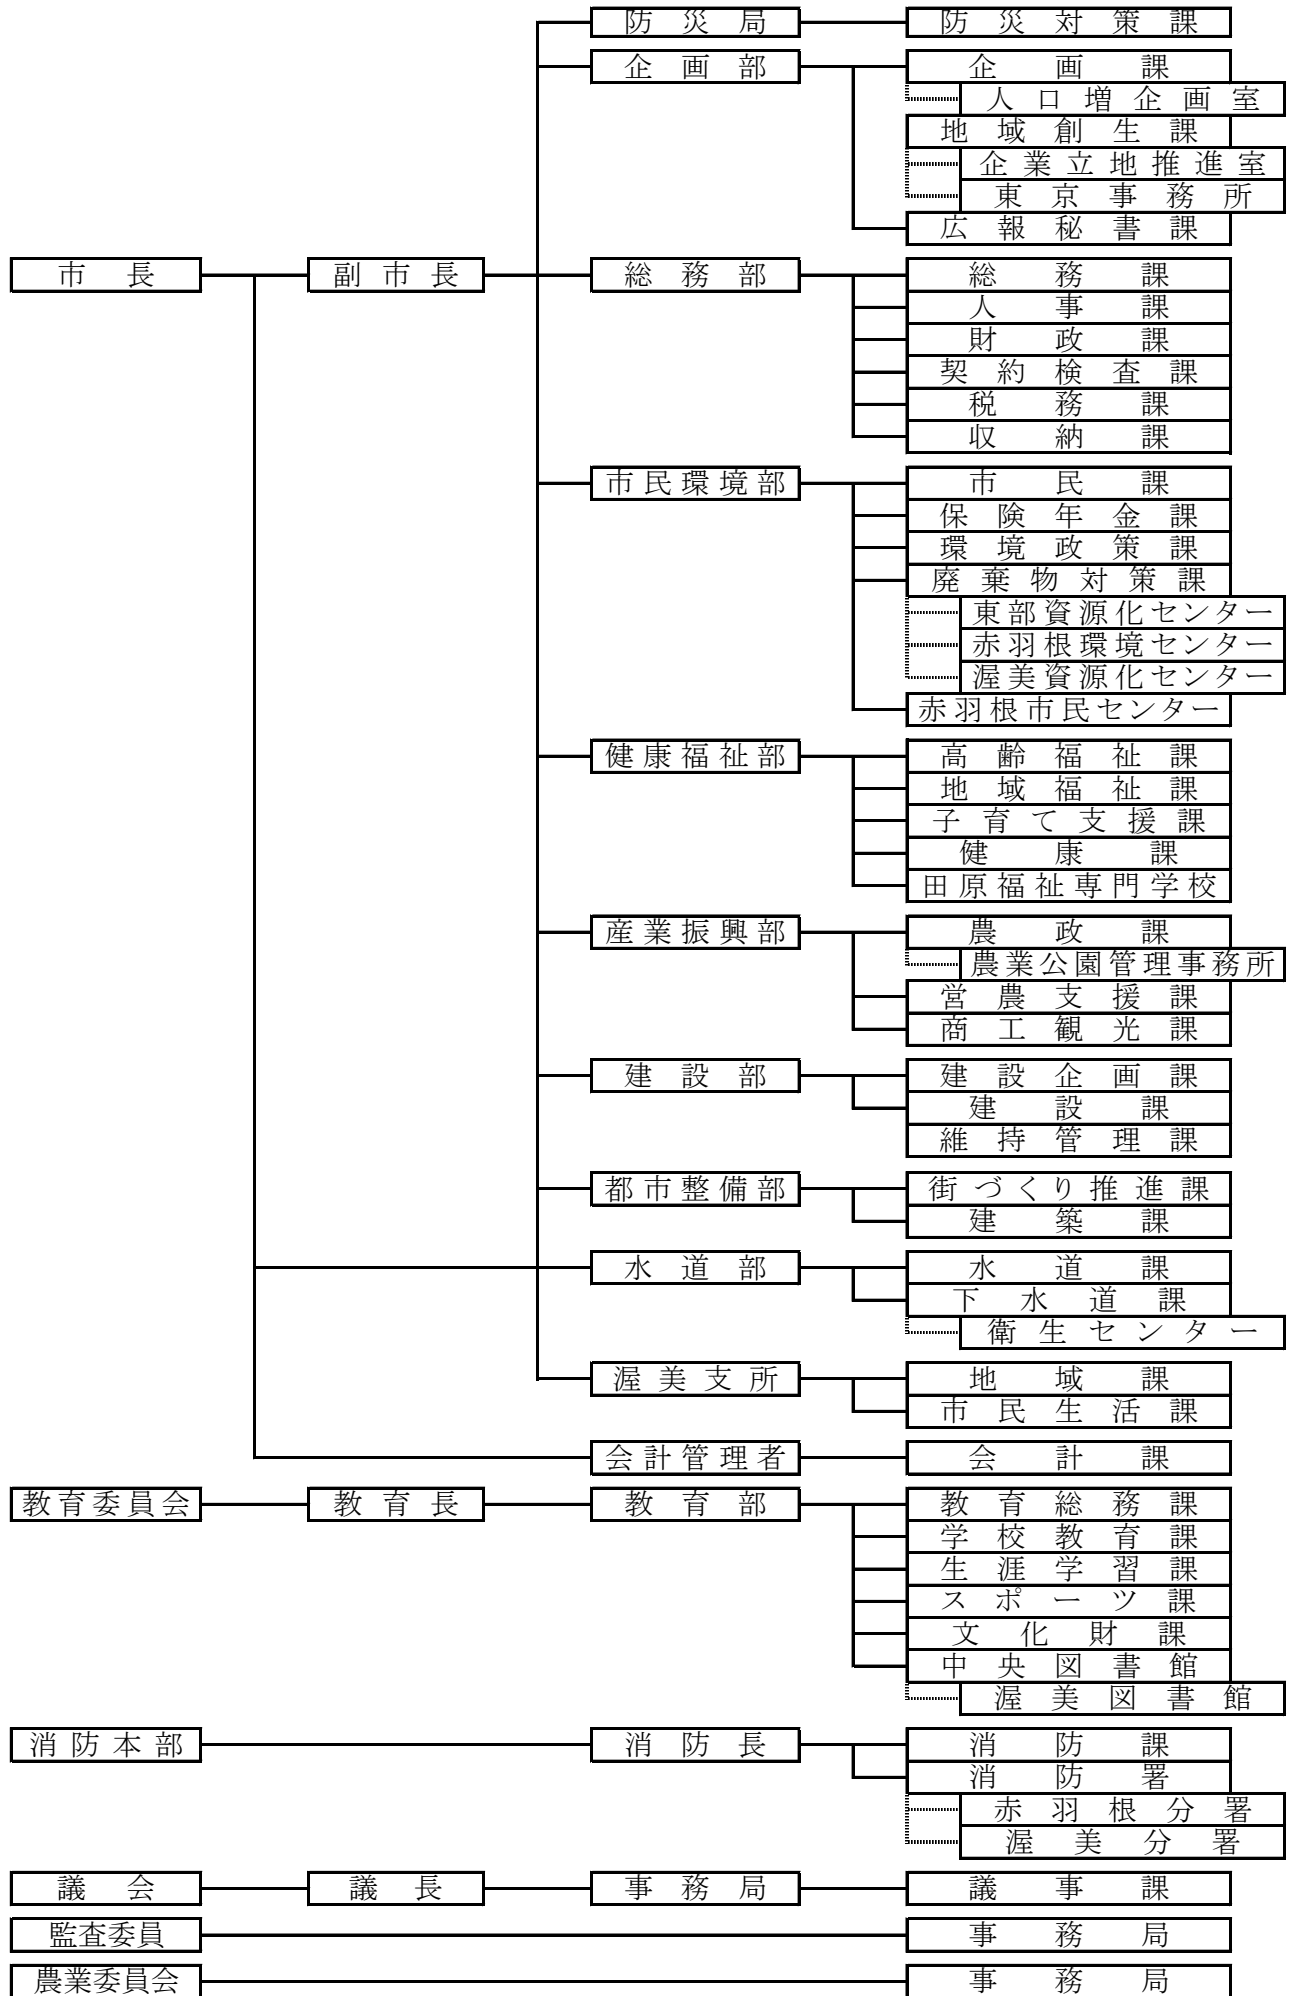 防災局 防災対策課
企画部 企画課
人口増企画室
地域創生課
企業立地推進室
東京事務所
広報秘書課
市長 副市長 総務部 総務課
人事課
財政課
契約検査課
税務課
収納課
市民環境部 市民課
保険年金課
環境政策課
廃棄物対策課
東部資源化センター
赤羽根環境センター
渥美資源化センター
赤羽根市民センター
健康福祉部 高齢福祉課
地域福祉課
子育て支援課
健康課
田原福祉専門学校
産業振興部 農政課
農業公園管理事務所
営農支援課
商工観光課
建設部 建設企画課
建設課
維持管理課
都市整備部 街づくり推進課
建築課
水道部 水道課
下水道課
衛生センター
渥美支所 地域課
市民生活課
会計管理者 会計課
教育委員会 教育長 教育部 教育総務課
学校教育課
生涯学習課
スポーツ課
文化財課
中央図書館
渥美図書館
消防本部 消防長 消防課
消防署
赤羽根分署
渥美分署
議会 議長 事務局 議事課
監査委員 事務局
農業委員会 事務局